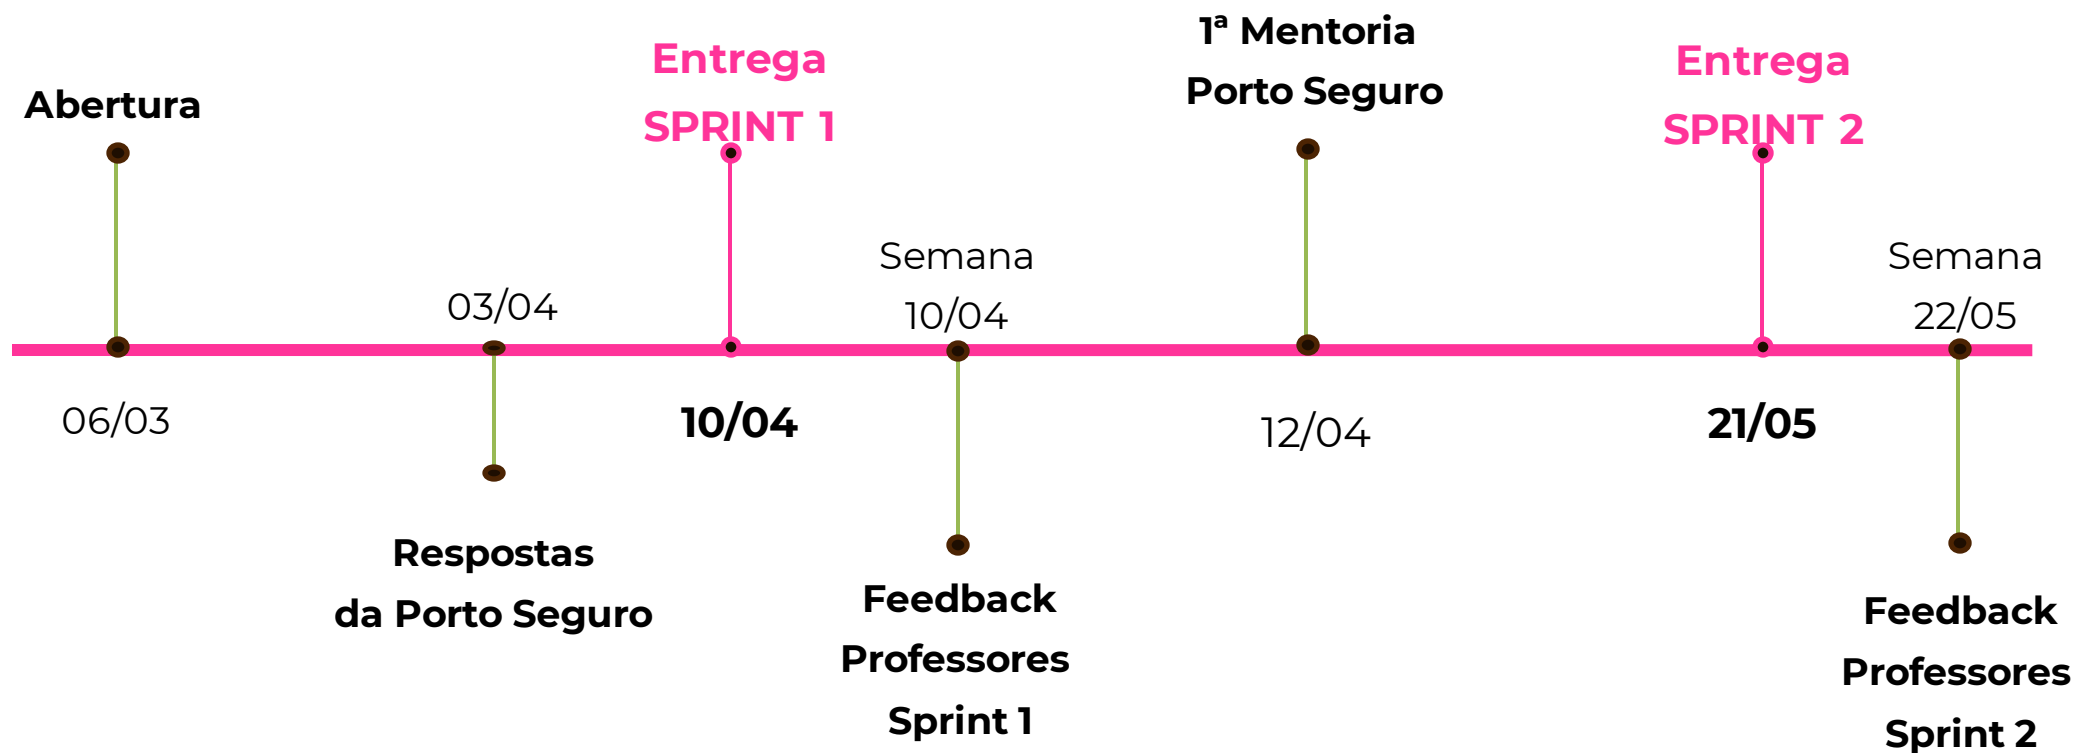 Abertura
06/03
03/04
Respostas
da Porto Seguro
Entrega
SPRINT 1
10/04
Semana
10/04
Feedback
Professores
Sprint 1
1ª Mentoria
Porto Seguro
12/04
Entrega
SPRINT 2
21/05
Semana
22/05
Feedback
Professores
Sprint 2